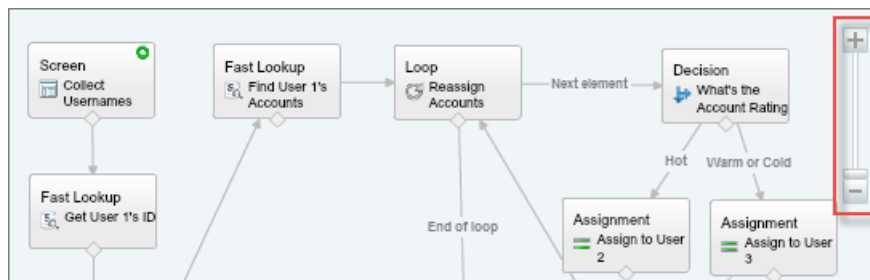 Screen
Collect
Usernames
Fast Lookup
Find User 1's
Accounts
Loop
Reassign
Accounts
Next element
Decision
What's the
Account Rating
Hot
Warm or Cold
Fast Lookup
Get User 1's ID
End of loop
Assignment
Assign to User
2
Assignment
Assign to User
3